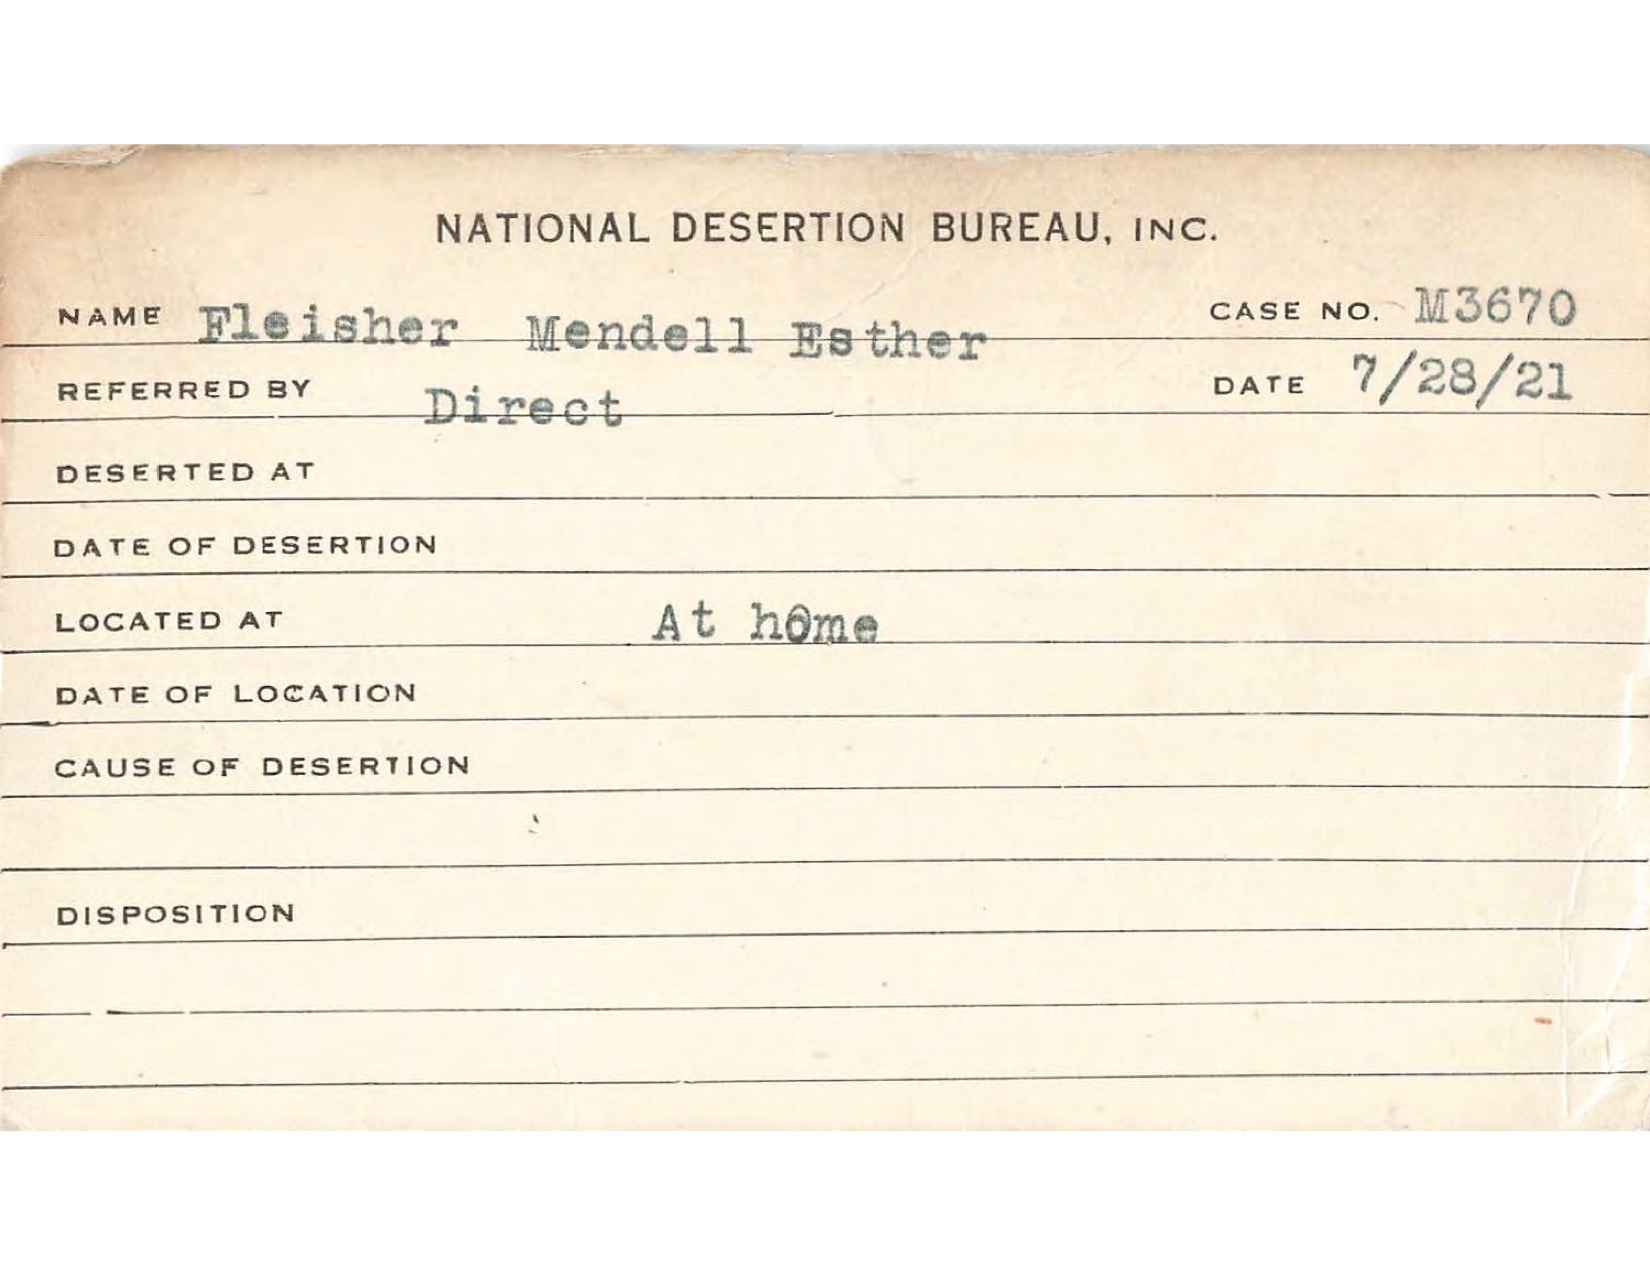 NATIONAL DESERTION BUREAU, INC.
NAME Fleisher Mendell Esther CASE NO. M3670
REFERRED BY Direct DATE 7/28/21
DESERTED AT
DATE OF DESERTION
LOCATED AT At home
DATE OF LOCATION
CAUSE OF DESERTION
DISPOSITION